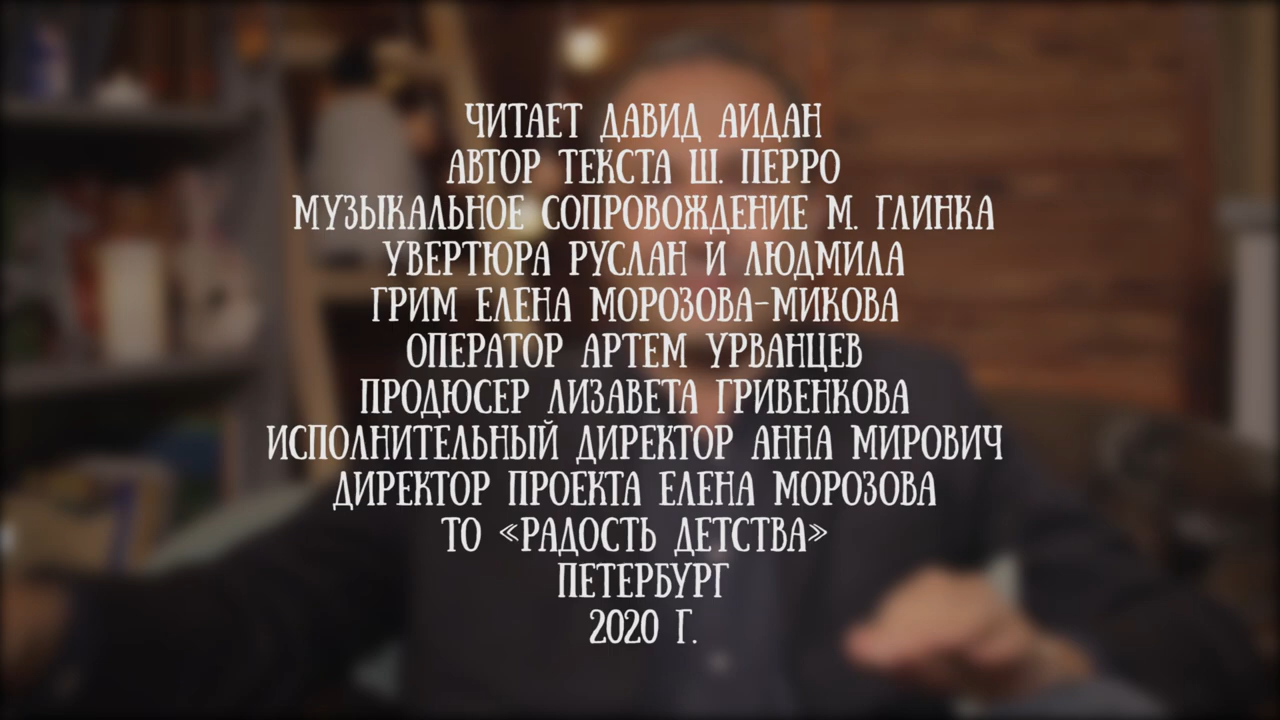 ЧИТАЕТ ДАВИД АИДАН
АВТОР ТЕКСТА Ш. ПЕРРО
МУЗЫКАЛЬНОЕ СОПРОВОЖДЕНИЕ М. ГЛИНКА
УВЕРТЮРА РУСЛАН И ЛЮДМИЛА
ГРИМ ЕЛЕНА МОРОЗОВА-МИКОВА
ОПЕРАТОР АРТЕМ УРВАНЦЕВ
ПРОДЮСЕР ЛИЗАВЕТА ГРИВЕНКОВА
ИСПОЛНИТЕЛЬНЫЙ ДИРЕКТОР АННА МИРОВИЧ
ДИРЕКТОР ПРОЕКТА ЕЛЕНА МОРОЗОВА
ТО «РАДОСТЬ ДЕТСТВА»
ПЕТЕРБУРГ
2020 Г.